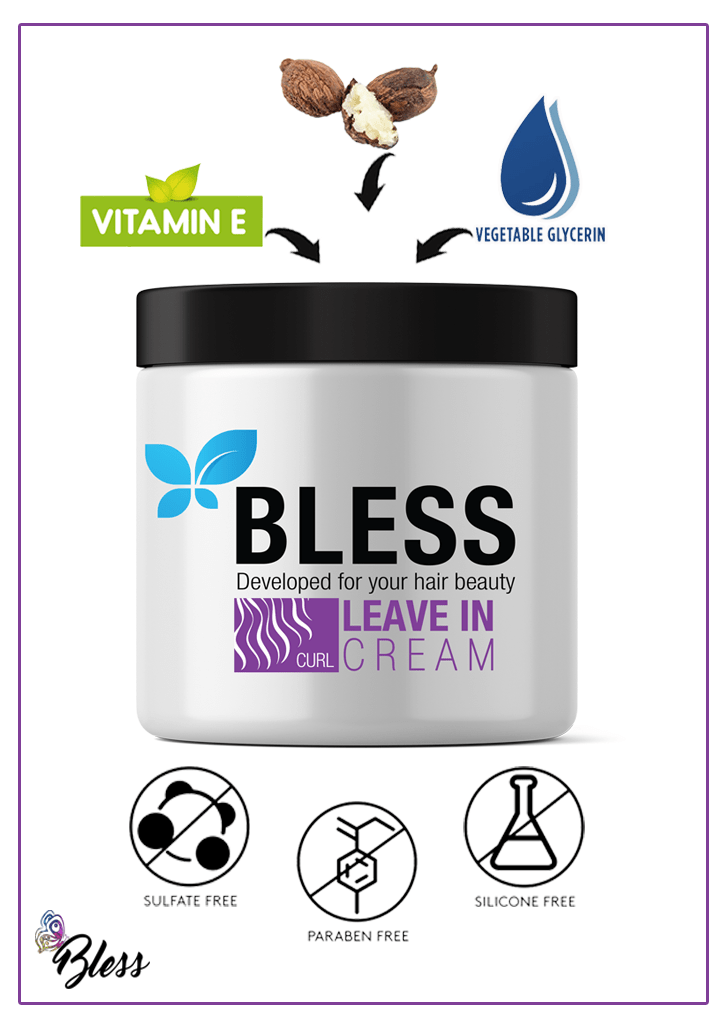 VITAMIN E
VEGETABLE GLYCERIN
BLESS
Developed for your hair beauty
CURL
LEAVE IN
CREAM
SULFATE FREE
PARABEN FREE
SILICONE FREE
Bless